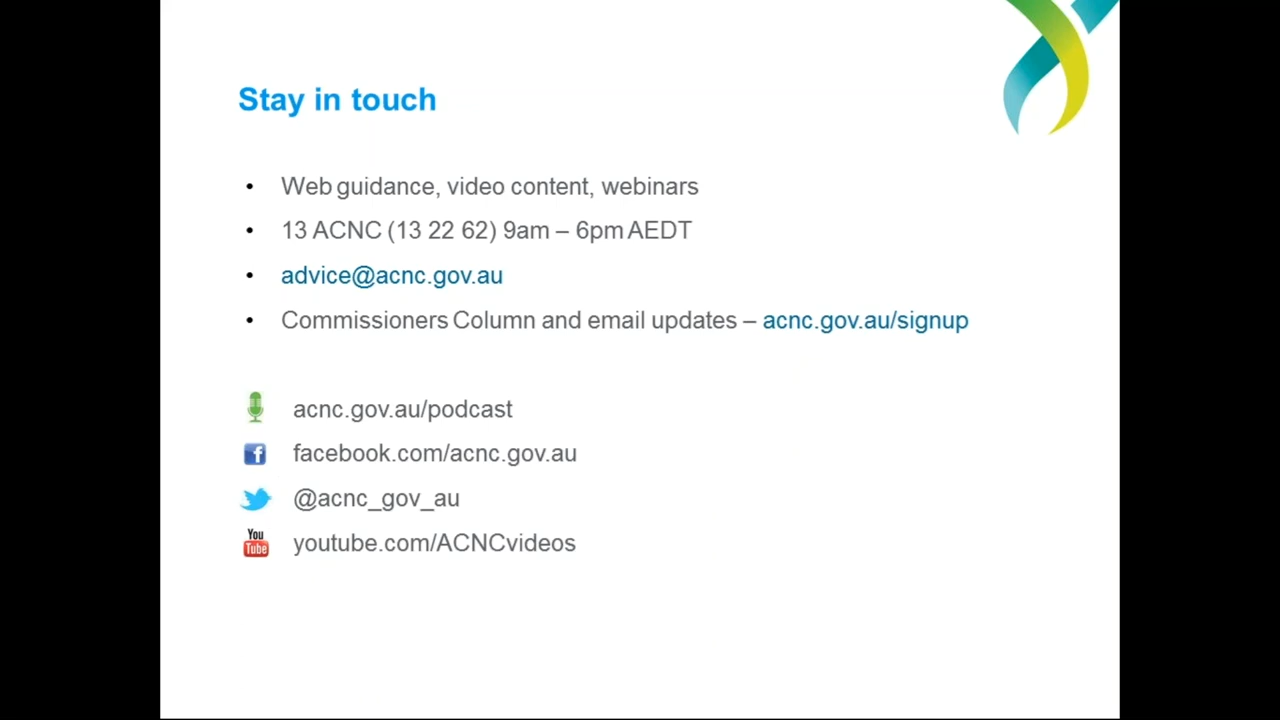 Stay in touch
• Web guidance, video content, webinars
• 13 ACNC (13 22 62) 9am – 6pm AEDT
• advice@acnc.gov.au
• Commissioners Column and email updates – acnc.gov.au/signup
acnc.gov.au/podcast
f facebook.com/acnc.gov.au
@acnc_gov_au
You
Tube youtube.com/ACNCvideos